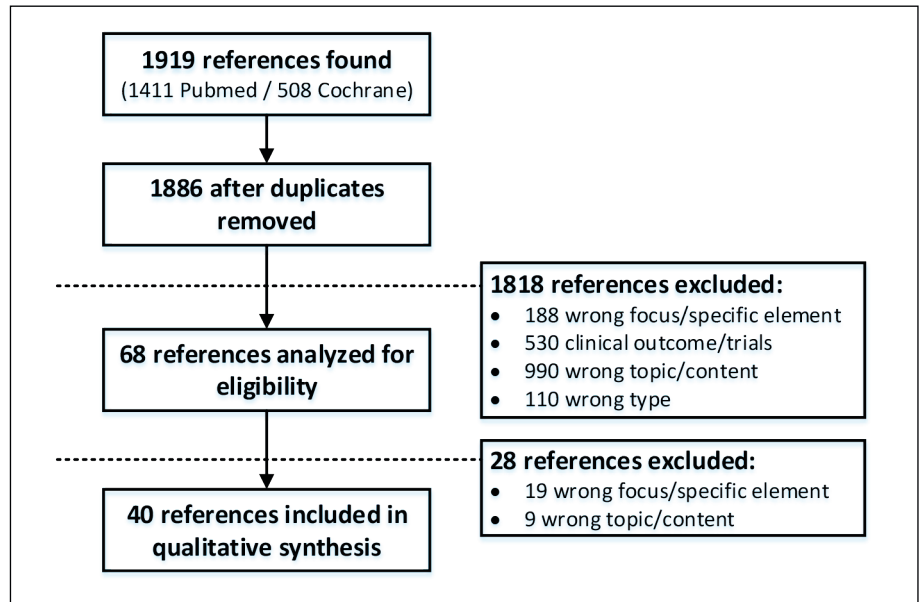 1919 references found
(1411 Pubmed / 508 Cochrane)
1886 after duplicates
removed
1818 references excluded:
• 188 wrong focus/specific element
• 530 clinical outcome/trials
• 990 wrong topic/content
• 110 wrong type
68 references analyzed for
eligibility
28 references excluded:
• 19 wrong focus/specific element
• 9 wrong topic/content
40 references included in
qualitative synthesis